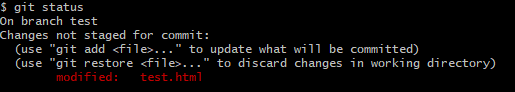 $ git status
On branch test
Changes not staged for commit:
  (use "git add <file>..." to update what will be committed)
  (use "git restore <file>..." to discard changes in working directory)
        modified:   test.html